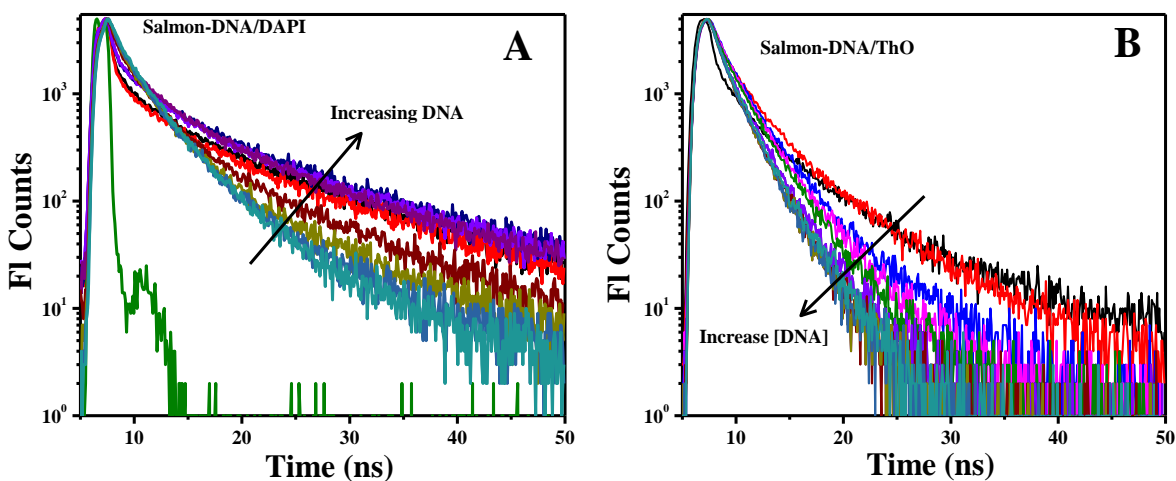 Salmon-DNA/DAPI
A
Increasing DNA
Fl Counts
10³
10²
10¹
10⁰
10 20 30 40 50
Time (ns)
Salmon-DNA/ThO
B
Increase [DNA]
Fl Counts
10³
10²
10¹
10⁰
10 20 30 40 50
Time (ns)